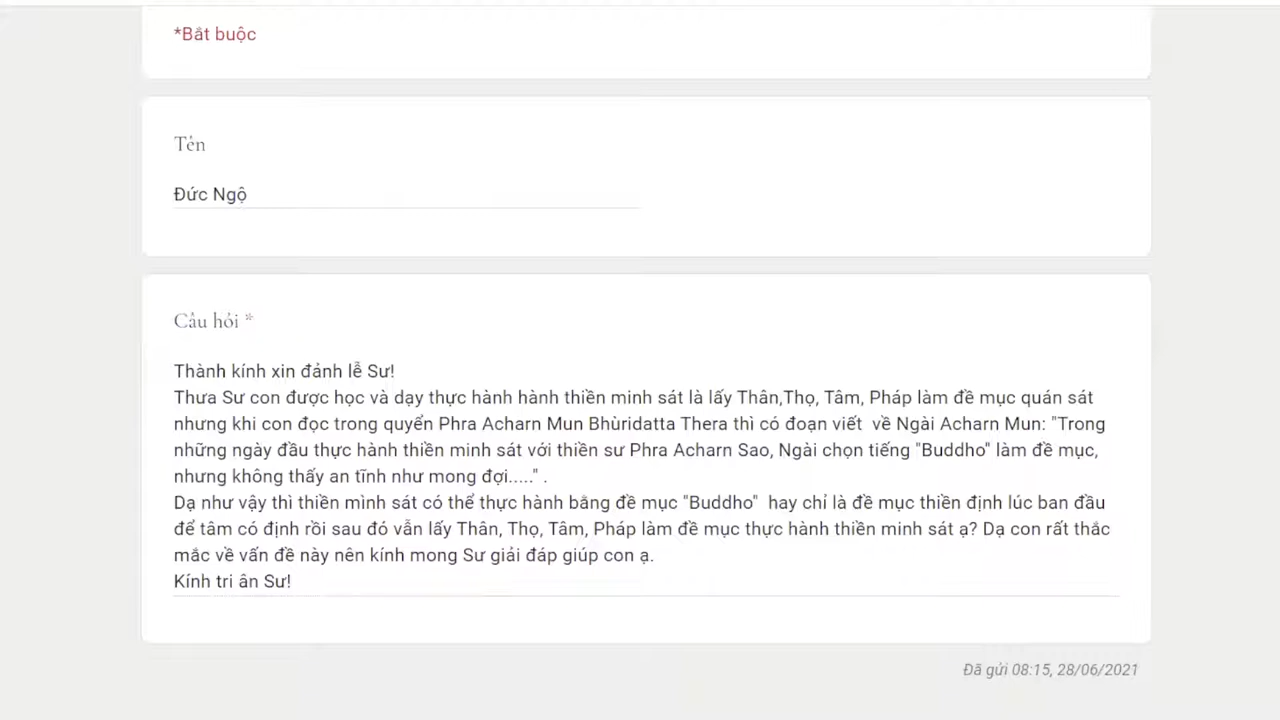 *Bắt buộc
Tên
Đức Ngộ
Câu hỏi *
Thành kính xin đảnh lễ Sư!
Thưa Sư con được học và dạy thực hành hành thiền minh sát là lấy Thân,Thọ, Tâm, Pháp làm đề mục quán sát
nhưng khi con đọc trong quyển Phra Acharn Mun Bhùridatta Thera thì có đoạn viết về Ngài Acharn Mun: "Trong
những ngày đầu thực hành thiền minh sát với thiền sư Phra Acharn Sao, Ngài chọn tiếng "Buddho" làm đề mục,
nhưng không thấy an tĩnh như mong đợi....." .
Dạ như vậy thì thiền mình sát có thể thực hành bằng đề mục "Buddho" hay chỉ là đề mục thiền định lúc ban đầu
để tâm có định rồi sau đó vẫn lấy Thân, Thọ, Tâm, Pháp làm đề mục thực hành thiền minh sát ạ? Dạ con rất thắc
mắc về vấn đề này nên kính mong Sư giải đáp giúp con ạ.
Kính tri ân Sư!
Đã gửi 08:15, 28/06/2021